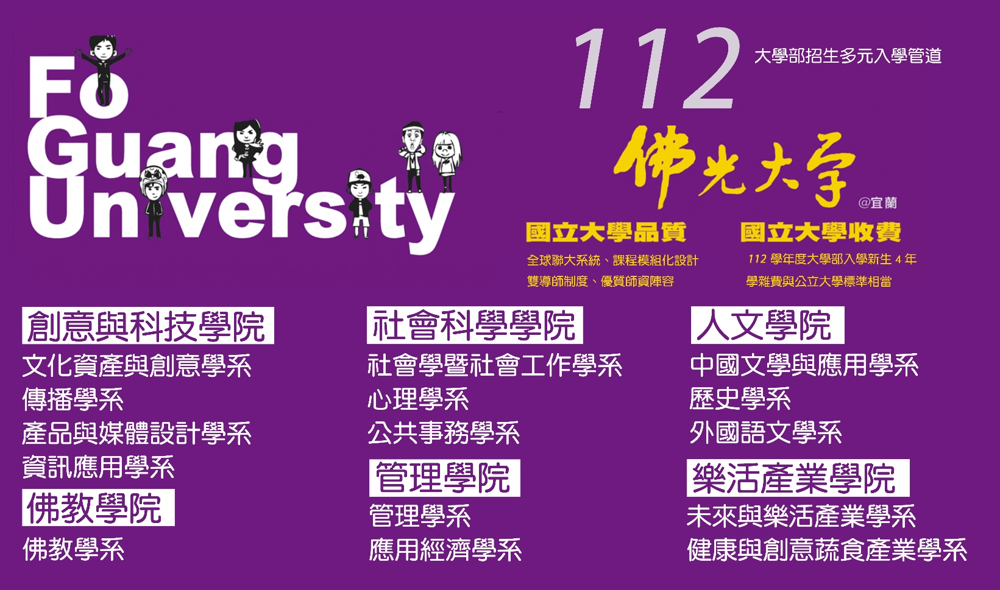 Fo
Guang
University
112 大學部招生多元入學管道
佛光大学
@宜蘭
國立大學品質
全球聯大系統、課程模組化設計
雙導師制度、優質師資陣容
國立大學收費
112 學年度大學部入學新生 4 年
學雜費與公立大學標準相當
創意與科技學院
文化資產與創意學系
傳播學系
產品與媒體設計學系
資訊應用學系
佛教學院
佛教學系
社會科學學院
社會學暨社會工作學系
心理學系
公共事務學系
管理學院
管理學系
應用經濟學系
人文學院
中國文學與應用學系
歷史學系
外國語文學系
樂活產業學院
未來與樂活產業學系
健康與創意蔬食產業學系